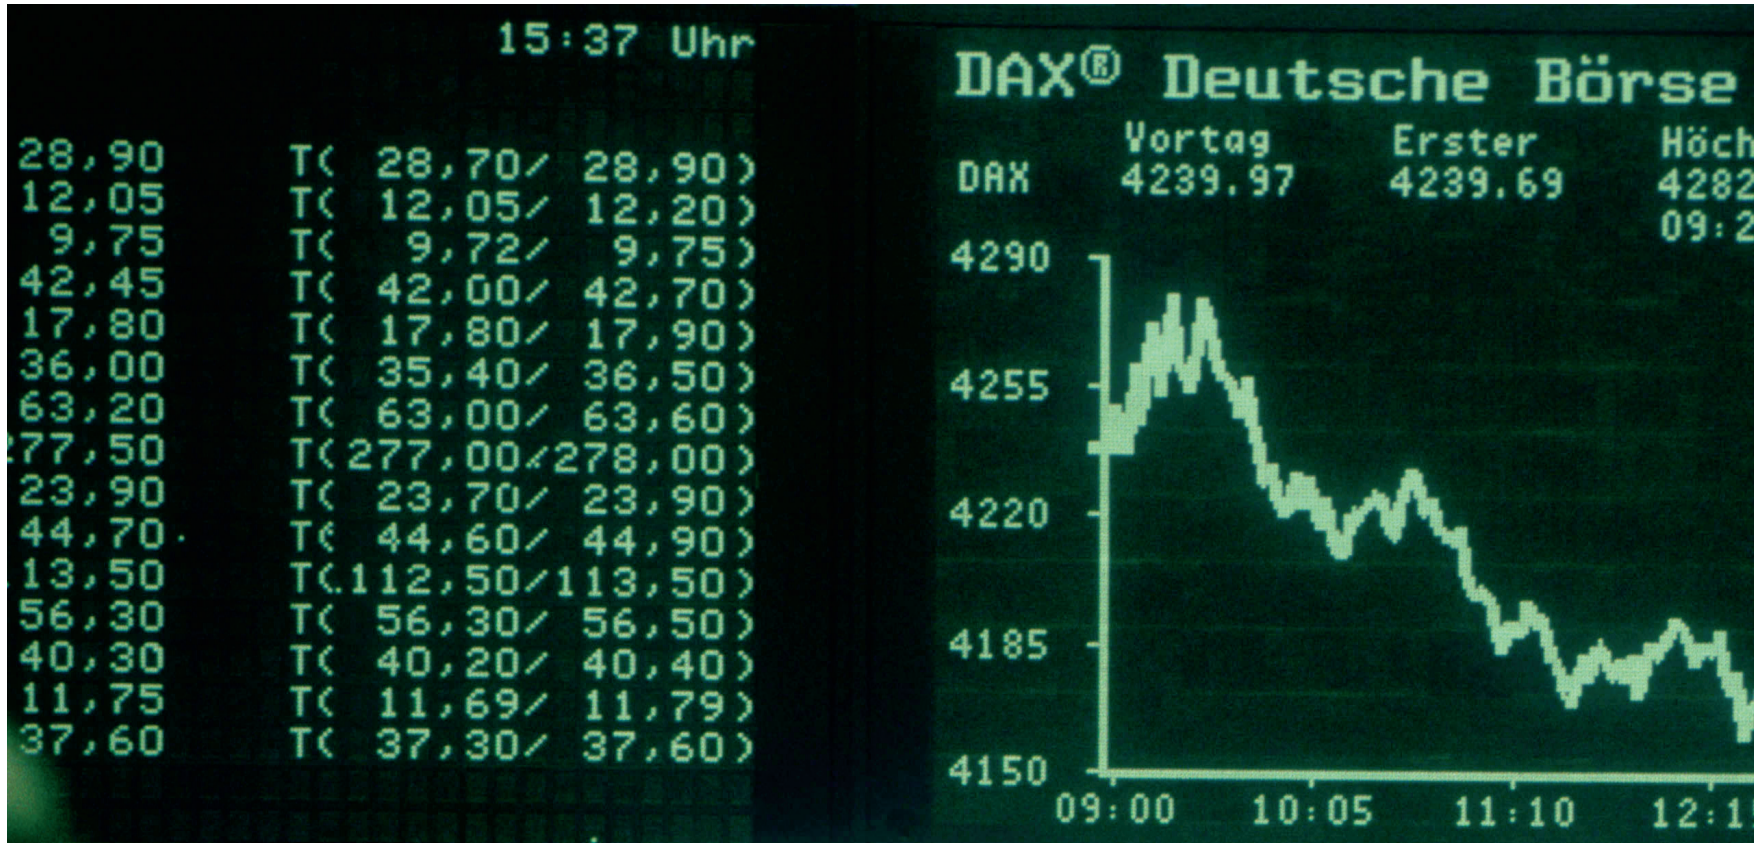 15:37 Uhr
28,90 T( 28,70/ 28,90)
12,05 T( 12,05/ 12,20)
9,75 T( 9,72/ 9,75)
42,45 T( 42,00/ 42,70)
17,80 T( 17,80/ 17,90)
36,00 T( 35,40/ 36,50)
63,20 T( 63,00/ 63,60)
277,50 T(277,00/278,00)
23,90 T( 23,70/ 23,90)
44,70 T( 44,60/ 44,90)
13,50 T(112,50/113,50)
56,30 T( 56,30/ 56,50)
40,30 T( 40,20/ 40,40)
11,75 T( 11,69/ 11,79)
37,60 T( 37,30/ 37,60)
DAX® Deutsche Börse
Vortag Erster Höch
DAX 4239.97 4239.69 4282
09:2
4290
4255
4220
4185
4150
09:00 10:05 11:10 12:1